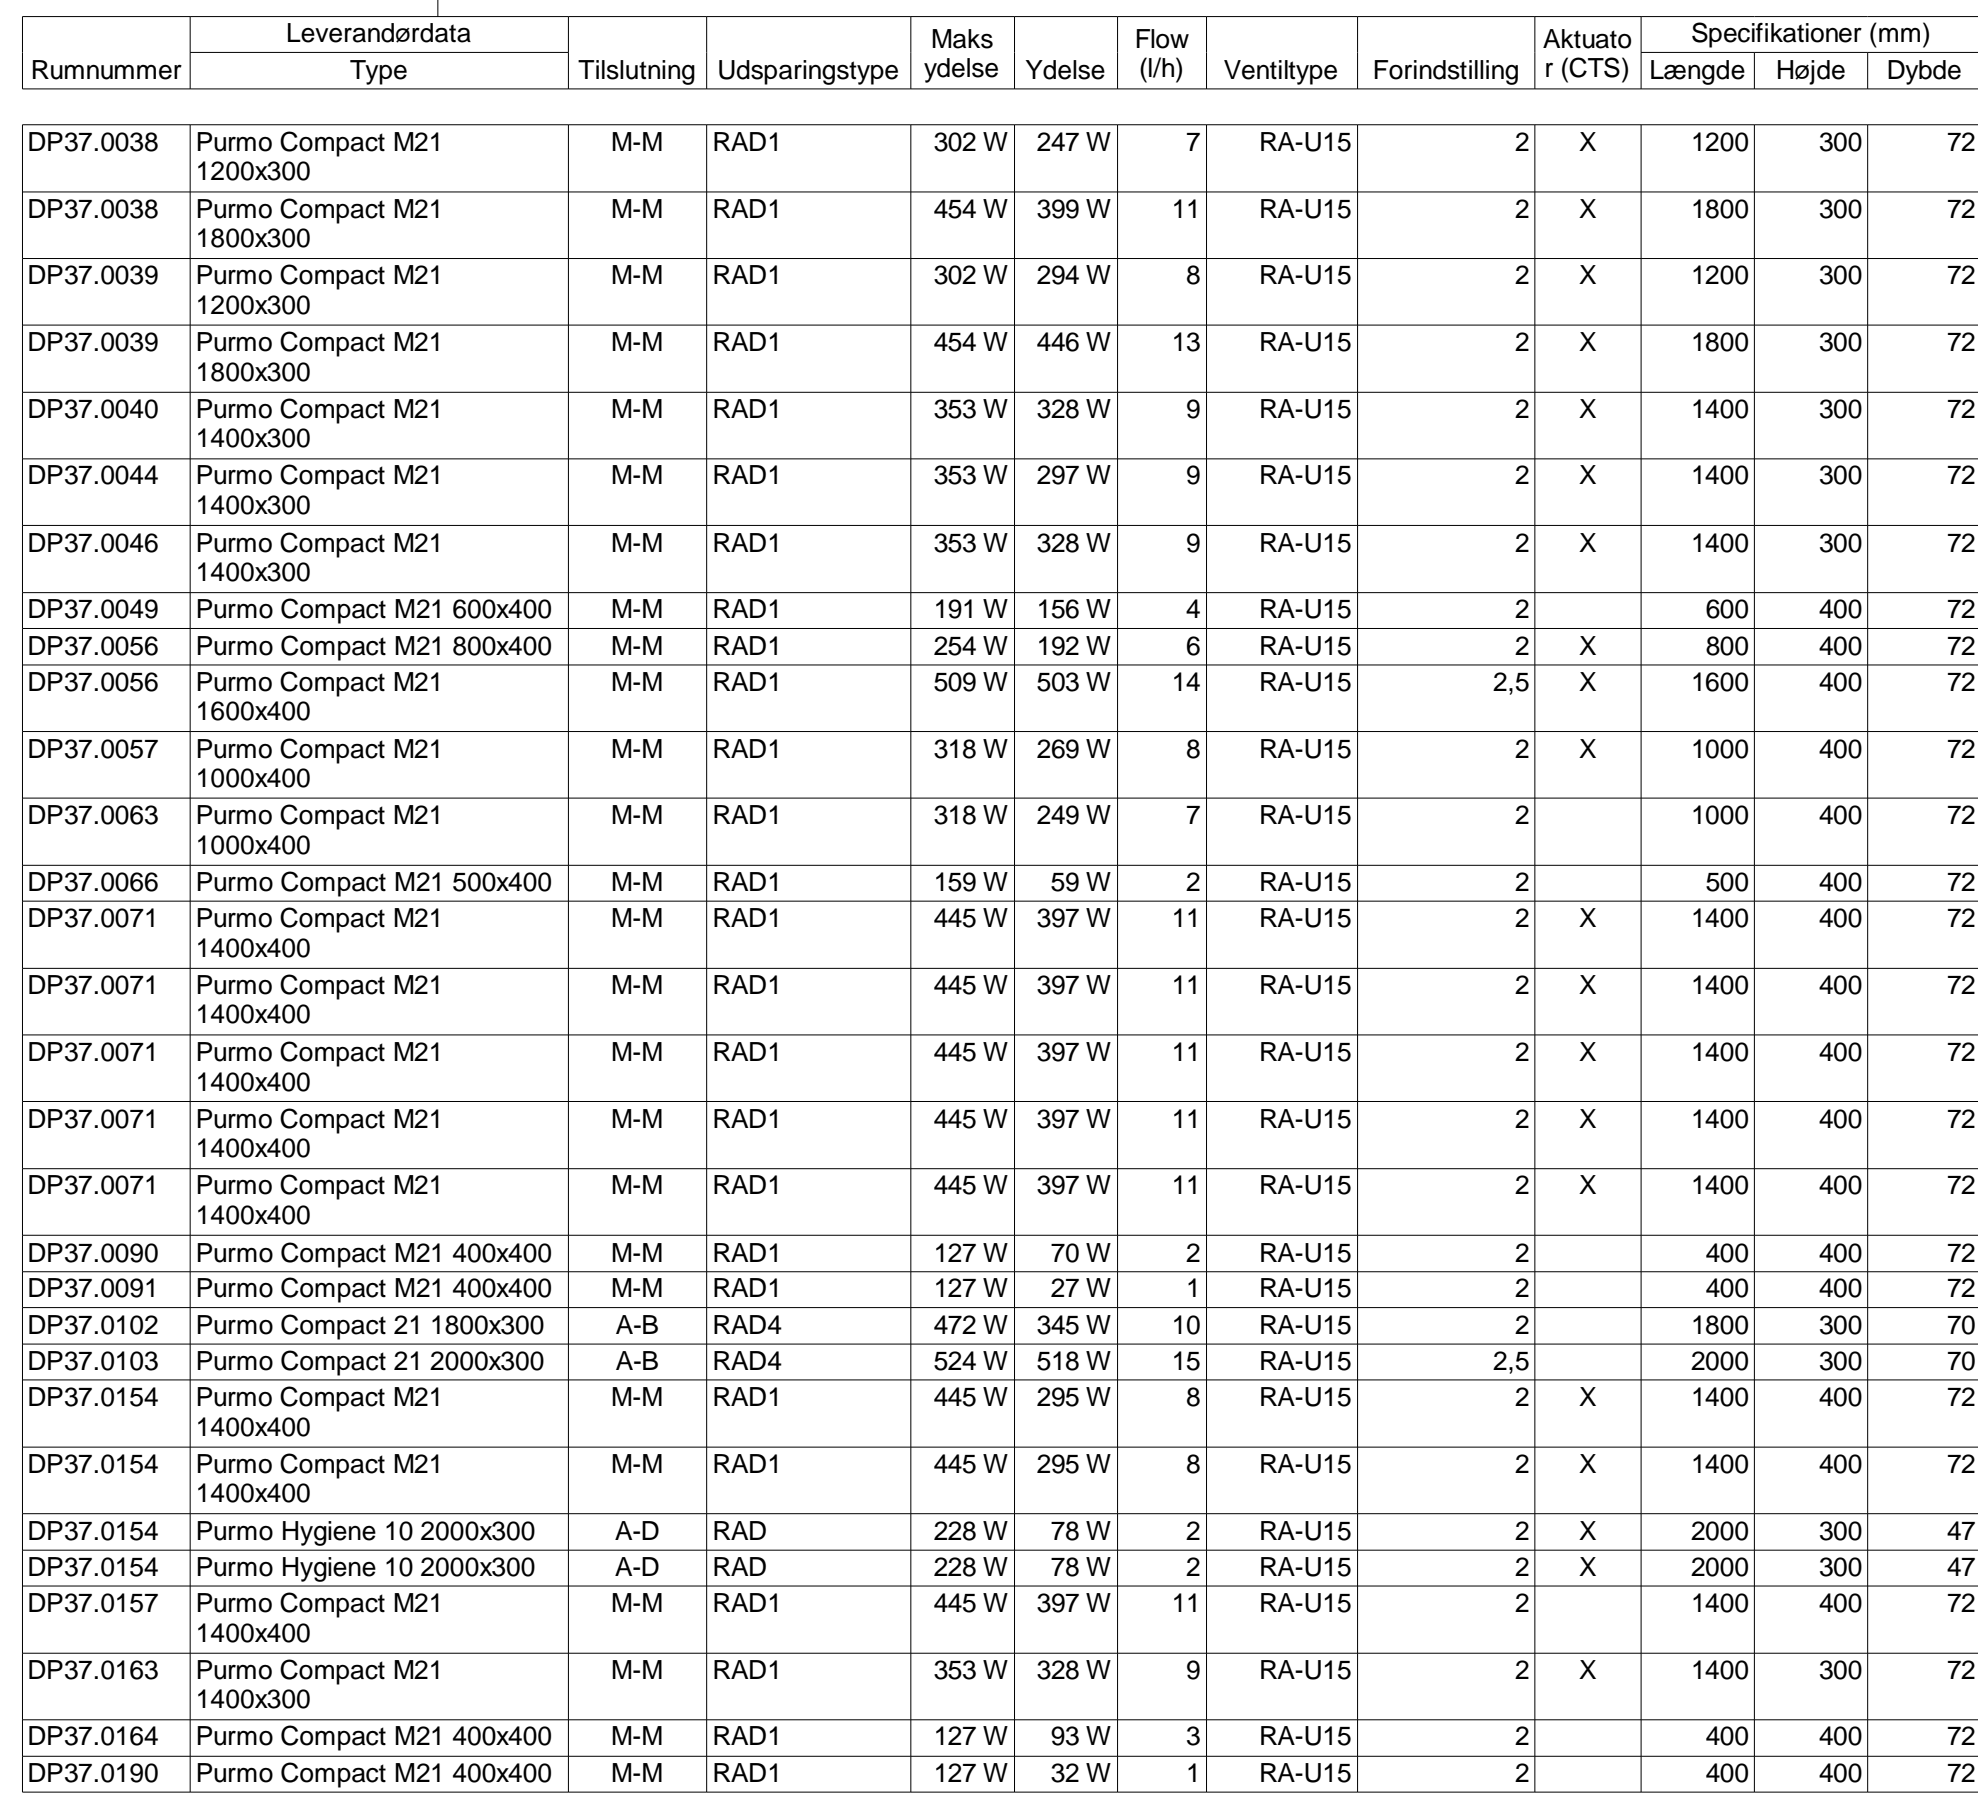 Leverandørdata Maks Flow Aktuato Specifikationer (mm)
Rumnummer Type Tilslutning Udsparingstype ydelse Ydelse (l/h) Ventiltype Forindstilling r (CTS) Længde Højde Dybde
DP37.0038 Purmo Compact M21 M-M RAD1 302 W 247 W 7 RA-U15 2 X 1200 300 72
1200x300
DP37.0038 Purmo Compact M21 M-M RAD1 454 W 399 W 11 RA-U15 2 X 1800 300 72
1800x300
DP37.0039 Purmo Compact M21 M-M RAD1 302 W 294 W 8 RA-U15 2 X 1200 300 72
1200x300
DP37.0039 Purmo Compact M21 M-M RAD1 454 W 446 W 13 RA-U15 2 X 1800 300 72
1800x300
DP37.0040 Purmo Compact M21 M-M RAD1 353 W 328 W 9 RA-U15 2 X 1400 300 72
1400x300
DP37.0044 Purmo Compact M21 M-M RAD1 353 W 297 W 9 RA-U15 2 X 1400 300 72
1400x300
DP37.0046 Purmo Compact M21 M-M RAD1 353 W 328 W 9 RA-U15 2 X 1400 300 72
1400x300
DP37.0049 Purmo Compact M21 600x400 M-M RAD1 191 W 156 W 4 RA-U15 2 600 400 72
DP37.0056 Purmo Compact M21 800x400 M-M RAD1 254 W 192 W 6 RA-U15 2 X 800 400 72
DP37.0056 Purmo Compact M21 M-M RAD1 509 W 503 W 14 RA-U15 2,5 X 1600 400 72
1600x400
DP37.0057 Purmo Compact M21 M-M RAD1 318 W 269 W 8 RA-U15 2 X 1000 400 72
1000x400
DP37.0063 Purmo Compact M21 M-M RAD1 318 W 249 W 7 RA-U15 2 1000 400 72
1000x400
DP37.0066 Purmo Compact M21 500x400 M-M RAD1 159 W 59 W 2 RA-U15 2 500 400 72
DP37.0071 Purmo Compact M21 M-M RAD1 445 W 397 W 11 RA-U15 2 X 1400 400 72
1400x400
DP37.0071 Purmo Compact M21 M-M RAD1 445 W 397 W 11 RA-U15 2 X 1400 400 72
1400x400
DP37.0071 Purmo Compact M21 M-M RAD1 445 W 397 W 11 RA-U15 2 X 1400 400 72
1400x400
DP37.0071 Purmo Compact M21 M-M RAD1 445 W 397 W 11 RA-U15 2 X 1400 400 72
1400x400
DP37.0071 Purmo Compact M21 M-M RAD1 445 W 397 W 11 RA-U15 2 X 1400 400 72
1400x400
DP37.0090 Purmo Compact M21 400x400 M-M RAD1 127 W 70 W 2 RA-U15 2 400 400 72
DP37.0091 Purmo Compact M21 400x400 M-M RAD1 127 W 27 W 1 RA-U15 2 400 400 72
DP37.0102 Purmo Compact 21 1800x300 A-B RAD4 472 W 345 W 10 RA-U15 2 1800 300 70
DP37.0103 Purmo Compact 21 2000x300 A-B RAD4 524 W 518 W 15 RA-U15 2,5 2000 300 70
DP37.0154 Purmo Compact M21 M-M RAD1 445 W 295 W 8 RA-U15 2 X 1400 400 72
1400x400
DP37.0154 Purmo Compact M21 M-M RAD1 445 W 295 W 8 RA-U15 2 X 1400 400 72
1400x400
DP37.0154 Purmo Hygiene 10 2000x300 A-D RAD 228 W 78 W 2 RA-U15 2 X 2000 300 47
DP37.0154 Purmo Hygiene 10 2000x300 A-D RAD 228 W 78 W 2 RA-U15 2 X 2000 300 47
DP37.0157 Purmo Compact M21 M-M RAD1 445 W 397 W 11 RA-U15 2 1400 400 72
1400x400
DP37.0163 Purmo Compact M21 M-M RAD1 353 W 328 W 9 RA-U15 2 X 1400 300 72
1400x300
DP37.0164 Purmo Compact M21 400x400 M-M RAD1 127 W 93 W 3 RA-U15 2 400 400 72
DP37.0190 Purmo Compact M21 400x400 M-M RAD1 127 W 32 W 1 RA-U15 2 400 400 72